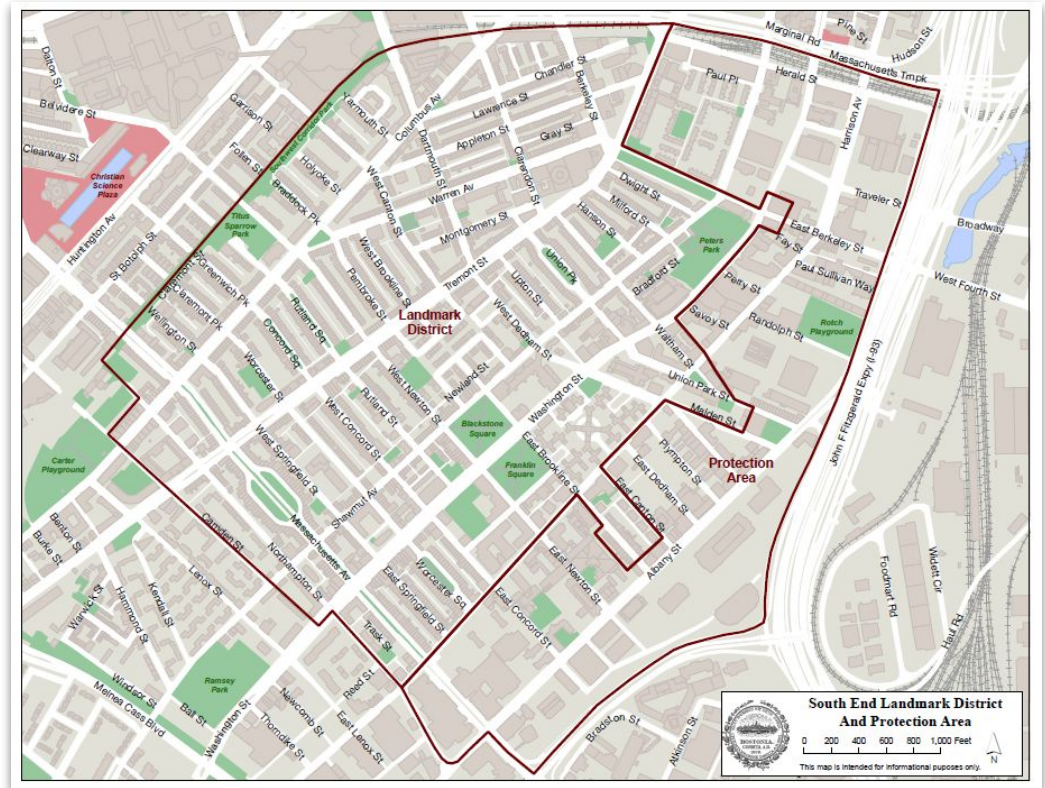 Dalton St
Belvidere St
Clearway St
Christian
Science
Plaza
Huntington Av
St Botolph St
Garrison St
Follen St
Yarmouth St
Holyoke St
Braddock Pk
Southwest Corridor Park
Titus
Sparrow
Park
Columbus Av
Chandler St
Lawrence St
Appleton St
Gray St
Berkeley St
Dartmouth St
Clarendon St
Warren Av
West Canton St
Montgomery St
Tremont St
West Brookline St
Pembroke St
Landmark
District
Marginal Rd
Pine St
Hudson St
Massachusetts Trnpk
Paul Pl
Herald St
Harrison Av
Traveler St
Broadway
West Fourth St
East Berkeley St
Fay St
Paul Sullivan Way
Perry St
Savoy St
Randolph St
Rotch
Playground
Dwight St
Milford St
Hanson St
Peters
Park
Bradford St
Union Pk
Upton St
West Dedham St
Waltham St
Union Park St
Malden St
Washington St
Claremont St
Greenwich Pk
Claremont Pk
Wellington St
Rutland Sq
Concord Sq
Worcester St
West Newton St
Newland St
Rutland St
West Concord St
West Springfield St
Blackstone
Square
Franklin
Square
East Brookline St
Plympton St
East Dedham St
East Canton St
Protection
Area
Albany St
John F Fitzgerald Expy (I-93)
Carter
Playground
Benton St
Burke St
Camden St
Northampton St
Massachusetts Av
Shawmut Av
Worcester Sq
East Springfield St
East Newton St
East Concord St
Trask St
Reed St
Lenox St
Kendall St
Hammond St
Warwick St
Windsor St
Melnea Cass Blvd
Ball St
Ramsey
Park
Washington St
Newcomb St
Thorndike St
East Lenox St
Bradston St
Atkinson St
Foodmart Rd
Widett Cir
Haul Rd
South End Landmark District
And Protection Area
0 200 400 600 800 1,000 Feet
N
This map is intended for informational puposes only.
BOSTONIA